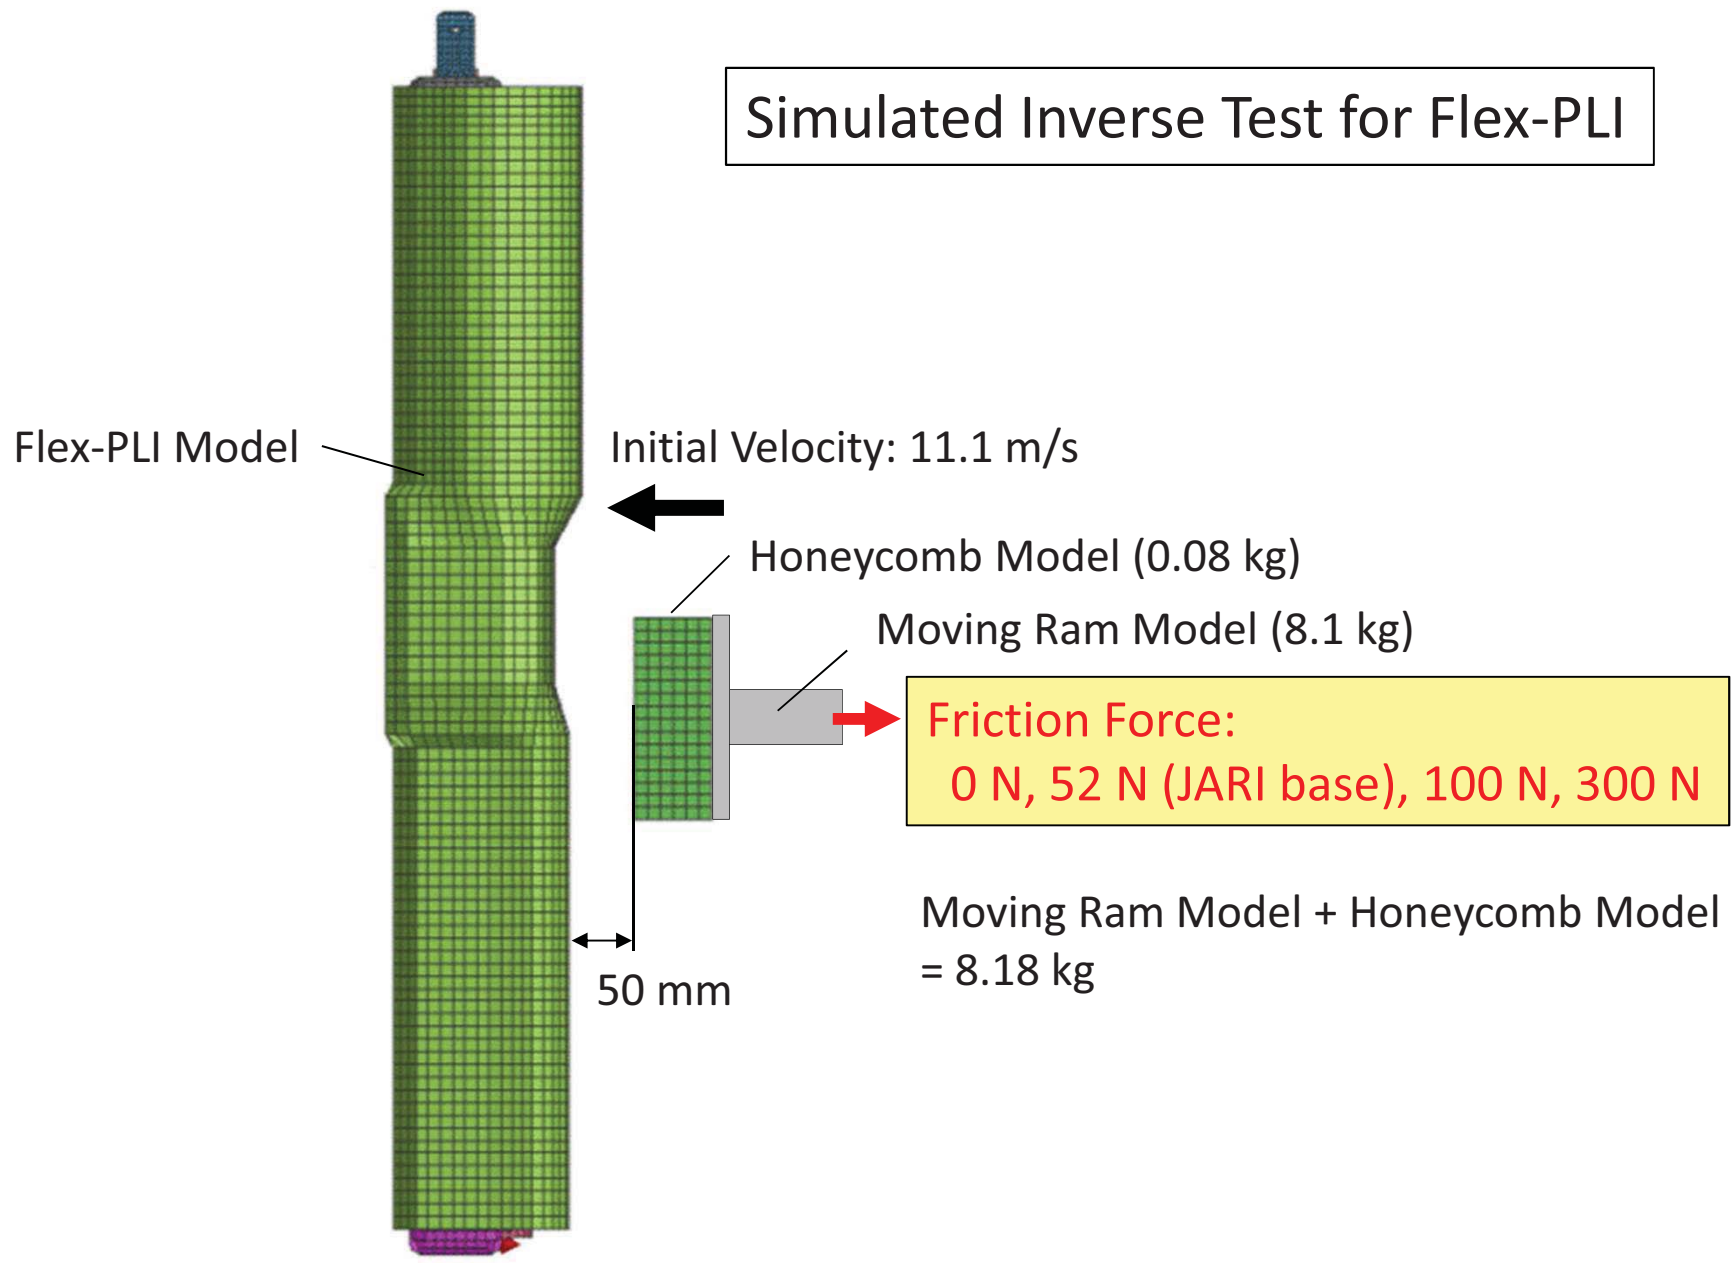 Simulated Inverse Test for Flex-PLI
Flex-PLI Model
Initial Velocity: 11.1 m/s
Honeycomb Model (0.08 kg)
Moving Ram Model (8.1 kg)
Friction Force:
0 N, 52 N (JARI base), 100 N, 300 N
Moving Ram Model + Honeycomb Model
= 8.18 kg
50 mm